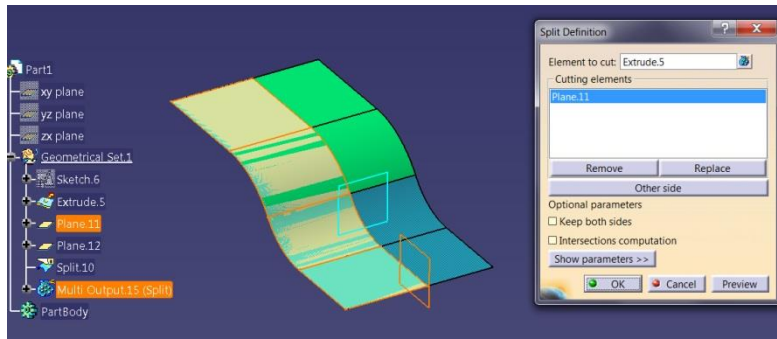 Part1
xy plane
yz plane
zx plane
Geometrical Set.1
Sketch.6
Extrude.5
Plane.11
Plane.12
Split.10
Multi Output.15 (Split)
PartBody
Split Definition
Element to cut: Extrude.5
Cutting elements
Plane.11
Remove Replace
Other side
Optional parameters
Keep both sides
Intersections computation
Show parameters >>
OK Cancel Preview